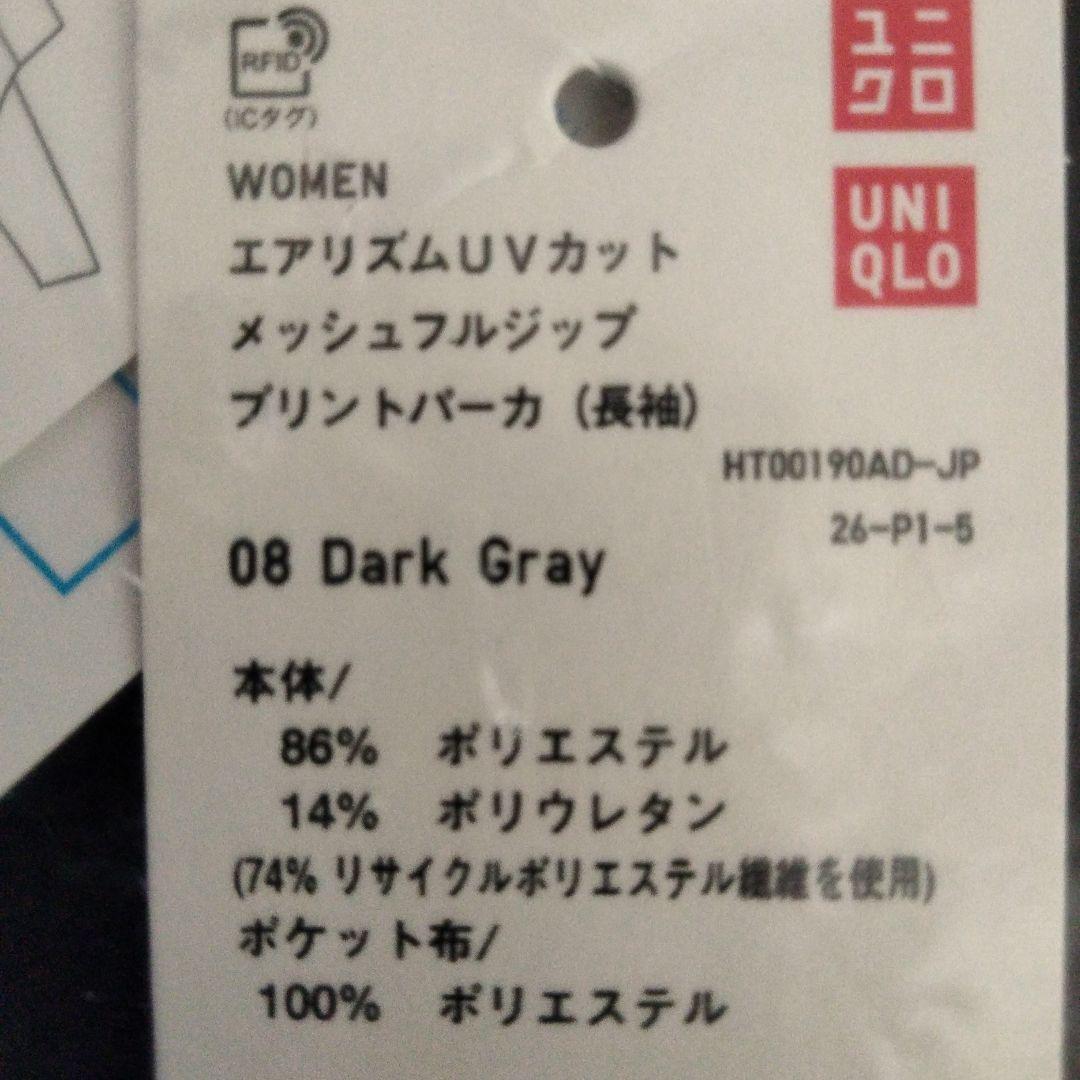 RFID
(ICタグ)
ユニ
クロ
UNI
QLO
WOMEN
エアリズムUVカット
メッシュフルジップ
プリントパーカ (長袖)
HT00190AD-JP
26-P1-5
08 Dark Gray
本体/
86% ポリエステル
14% ポリウレタン
(74% リサイクルポリエステル繊維を使用)
ポケット布/
100% ポリエステル